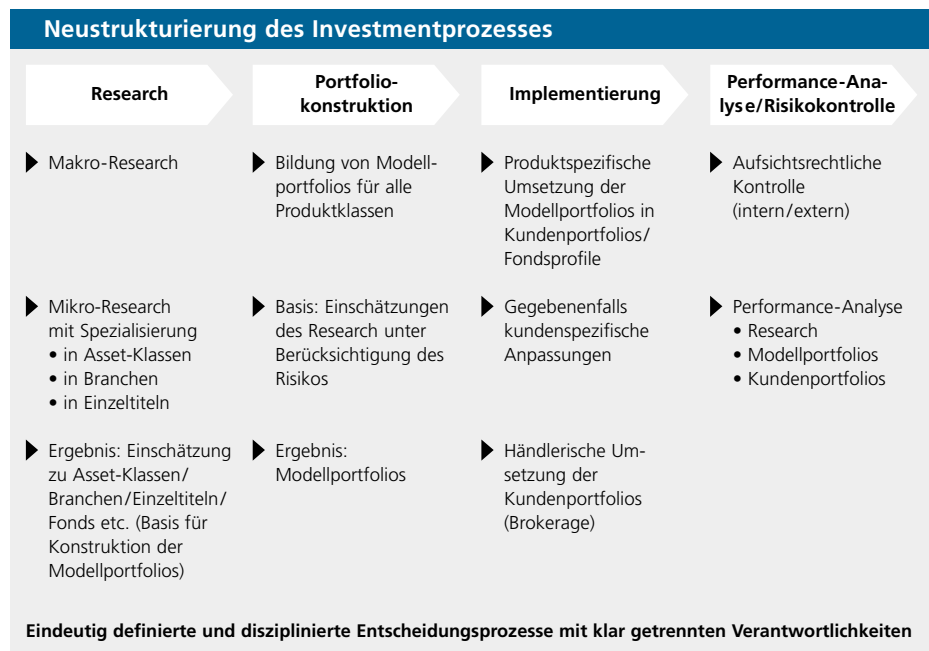 Neustrukturierung des Investmentprozesses
Research
Portfolio-
konstruktion
Implementierung
Performance-Ana-
lyse/Risikokontrolle
Makro-Research
Mikro-Research
mit Spezialisierung
• in Asset-Klassen
• in Branchen
• in Einzeltiteln
Ergebnis: Einschätzung
zu Asset-Klassen/
Branchen/Einzeltiteln/
Fonds etc. (Basis für
Konstruktion der
Modellportfolios)
Bildung von Modell-
portfolios für alle
Produktklassen
Basis: Einschätzungen
des Research unter
Berücksichtigung des
Risikos
Ergebnis:
Modellportfolios
Produktspezifische
Umsetzung der
Modellportfolios in
Kundenportfolios/
Fondsprofile
Gegebenenfalls
kundenspezifische
Anpassungen
Händlerische Um-
setzung der
Kundenportfolios
(Brokerage)
Aufsichtsrechtliche
Kontrolle
(intern/extern)
Performance-Analyse
• Research
• Modellportfolios
• Kundenportfolios
Eindeutig definierte und disziplinierte Entscheidungsprozesse mit klar getrennten Verantwortlichkeiten